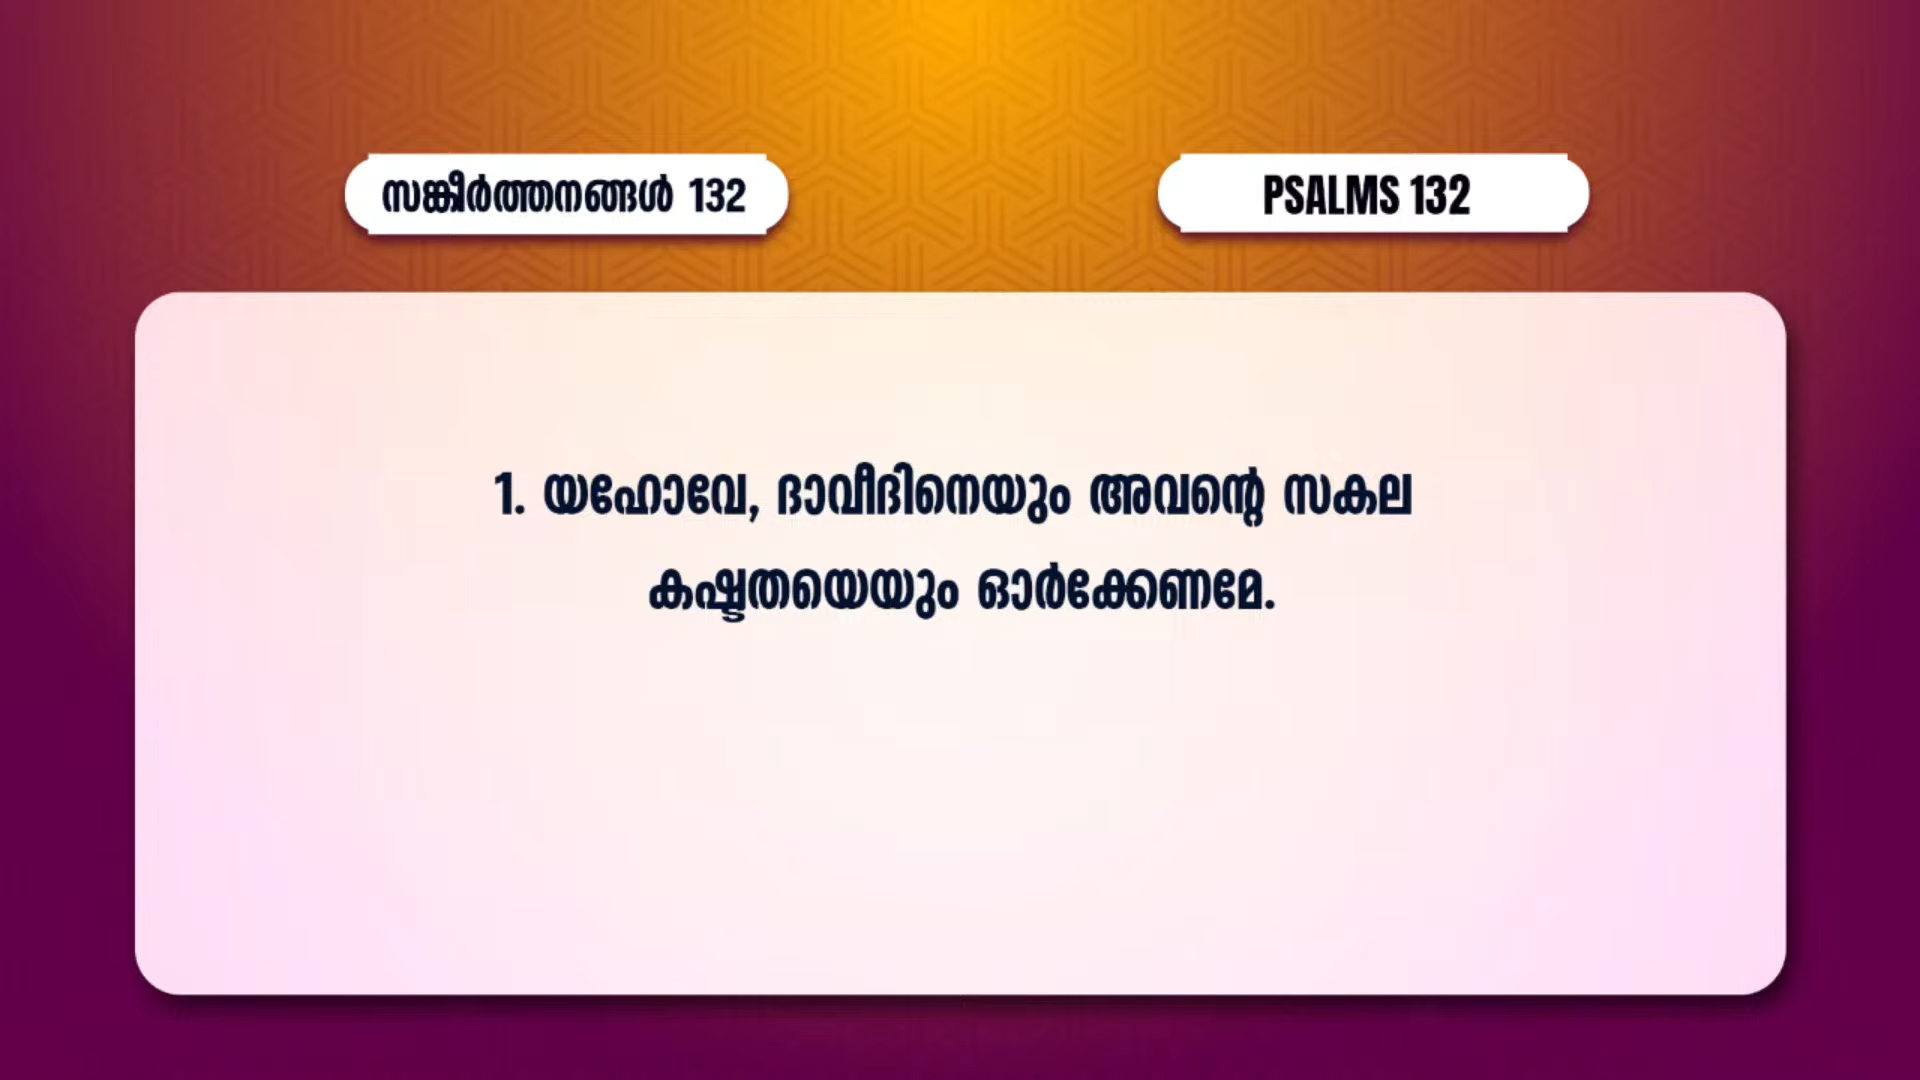 സങ്കീർത്തനങ്ങൾ 132
PSALMS 132
1. യഹോവേ, ദാവീദിനെയും അവന്റെ സകല
കഷ്ടതയെയും ഓർക്കേണമേ.